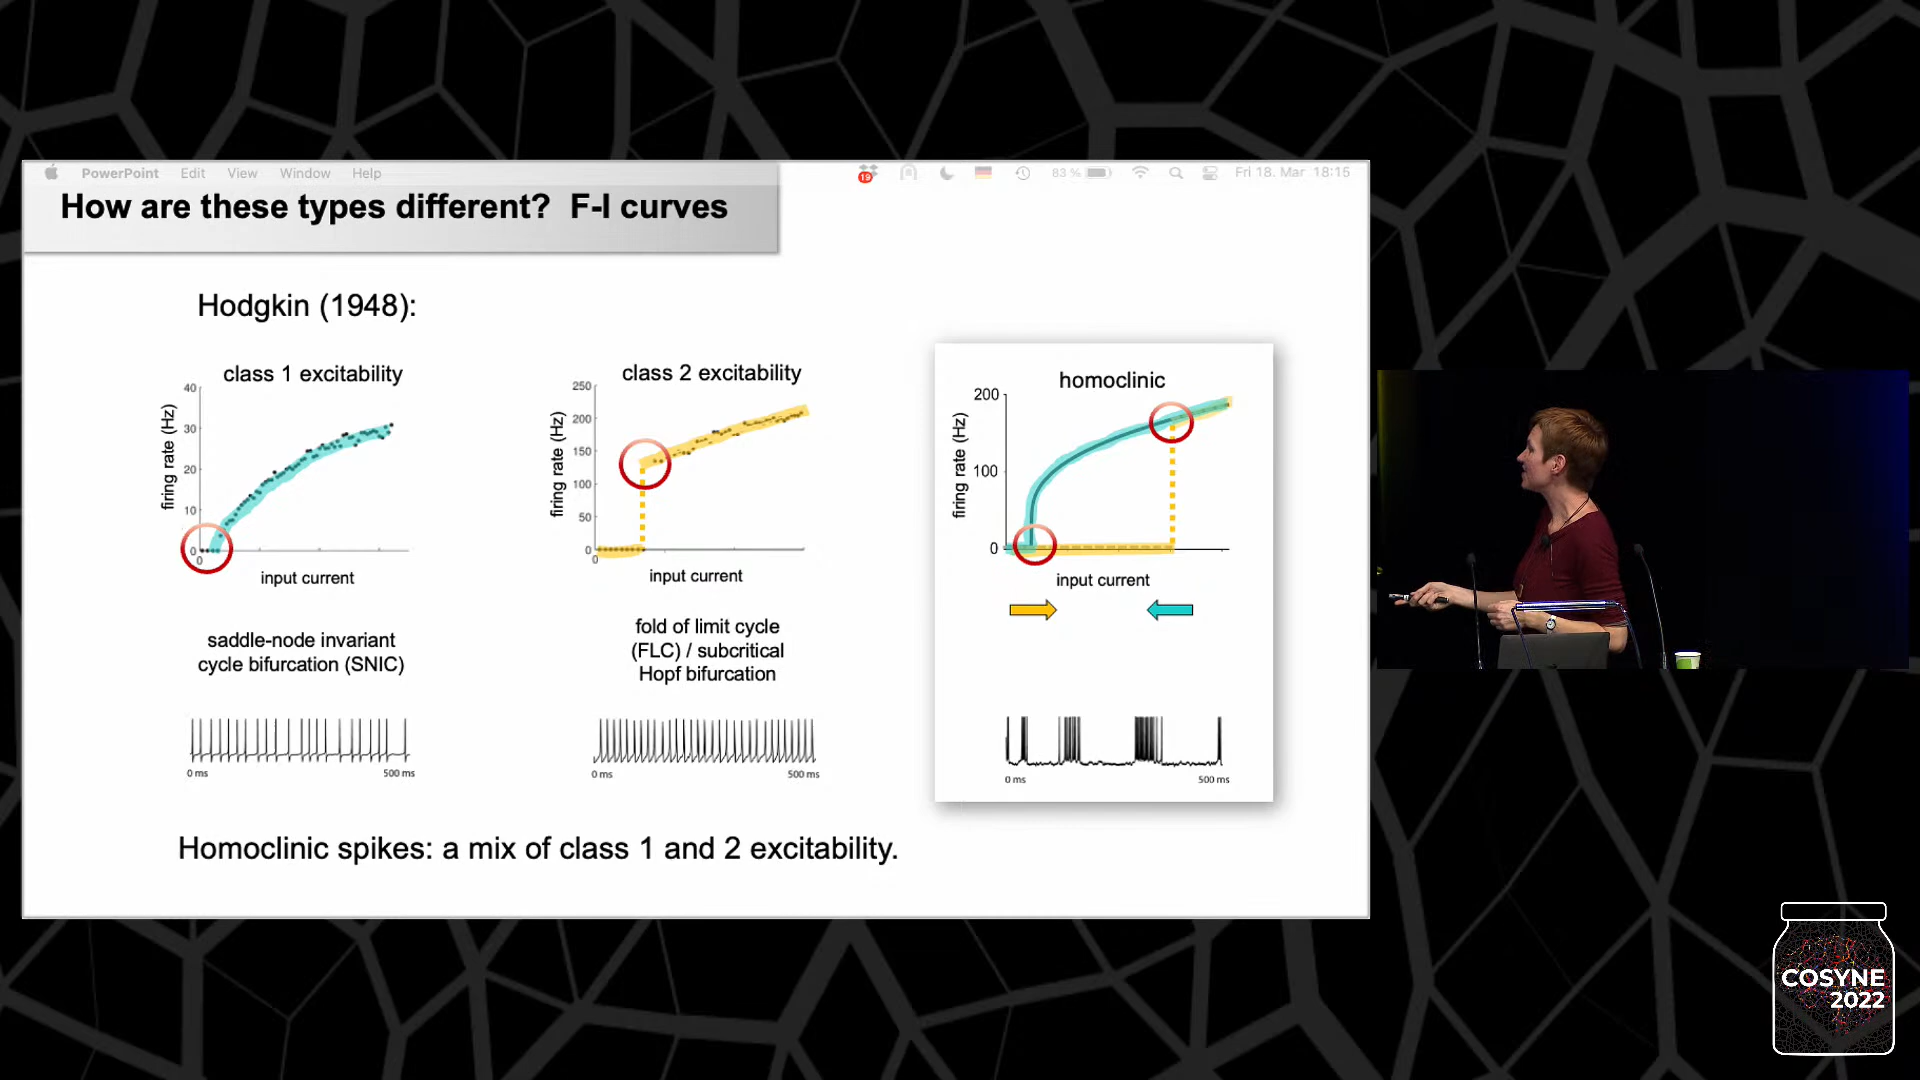 PowerPoint Edit View Window Help
19
83 % Fri 18. Mar 18:15
How are these types different? F-I curves
Hodgkin (1948):
class 1 excitability
firing rate (Hz)
40
30
20
10
0
0
input current
saddle-node invariant
cycle bifurcation (SNIC)
0 ms
500 ms
class 2 excitability
firing rate (Hz)
250
200
150
100
50
0
0
input current
fold of limit cycle
(FLC) / subcritical
Hopf bifurcation
0 ms
500 ms
homoclinic
firing rate (Hz)
200
100
0
input current
0 ms
500 ms
Homoclinic spikes: a mix of class 1 and 2 excitability.
COSYNE
2022